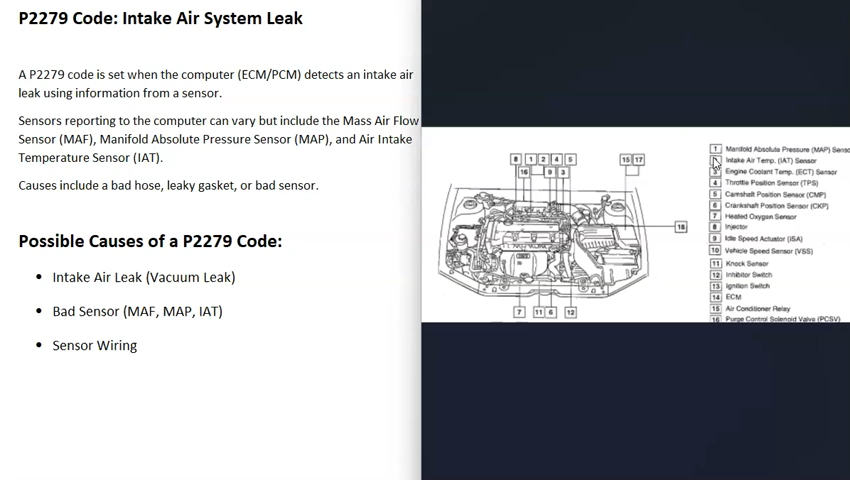 P2279 Code: Intake Air System Leak
A P2279 code is set when the computer (ECM/PCM) detects an intake air
leak using information from a sensor.
Sensors reporting to the computer can vary but include the Mass Air Flow
Sensor (MAF), Manifold Absolute Pressure Sensor (MAP), and Air Intake
Temperature Sensor (IAT).
Causes include a bad hose, leaky gasket, or bad sensor.
Possible Causes of a P2279 Code:
• Intake Air Leak (Vacuum Leak)
• Bad Sensor (MAF, MAP, IAT)
• Sensor Wiring
8 1 2 4 5 15 17
16 9 3
18
7 11 6 12
1 Manifold Absolute Pressure (MAP) Senso
Intake Air Temp. (IAT) Sensor
3 Engine Coolant Temp. (ECT) Sensor
4 Throttle Position Sensor (TPS)
5 Camshaft Position Sensor (CMP)
6 Crankshaft Position Sensor (CKP)
7 Heated Oxygen Sensor
8 Injector
9 Idle Speed Actuator (ISA)
10 Vehicle Speed Sensor (VSS)
11 Knock Sensor
12 Inhibitor Switch
13 Ignition Switch
14 ECM
15 Air Conditioner Relay
16 Purge Control Solenoid Valve (PCSV)